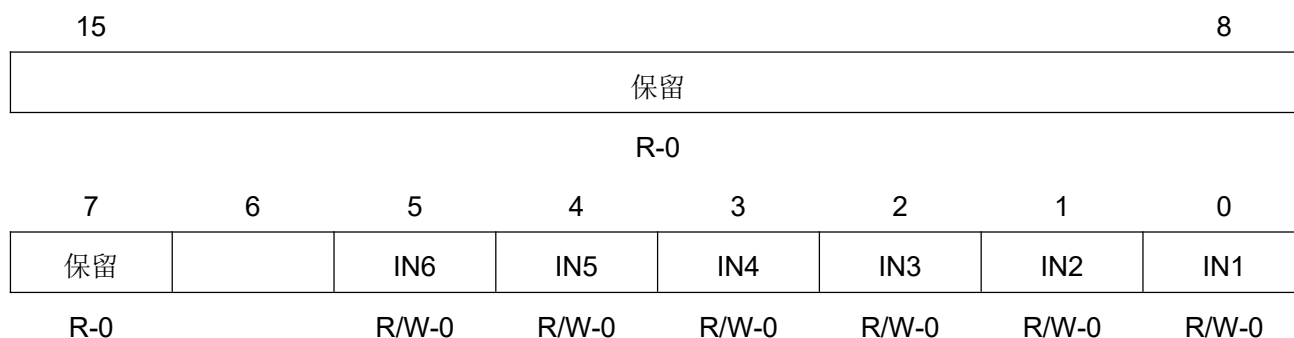 15 8
保留
R-0
7 6 5 4 3 2 1 0
保留 IN6 IN5 IN4 IN3 IN2 IN1
R-0 R/W-0 R/W-0 R/W-0 R/W-0 R/W-0 R/W-0